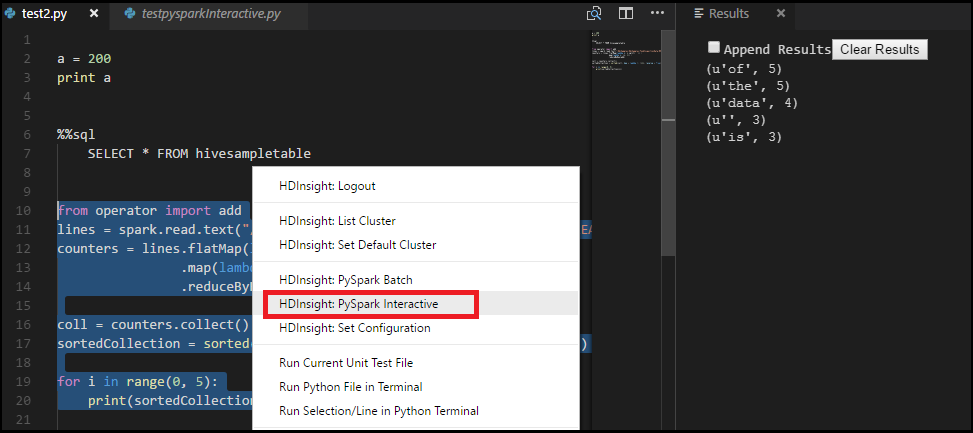 test2.py
testpysparkInteractive.py
1
2 a = 200
3 print a
4
5
6 %%sql
7 SELECT * FROM hivesampletable
8
9
10 from operator import add
11 lines = spark.read.text("/
12 counters = lines.flatMap(
13 .map(lambd
14 .reduceBy
15
16 coll = counters.collect()
17 sortedCollection = sorted )
18
19 for i in range(0, 5):
20 print(sortedCollection
21
HDInsight: Logout
HDInsight: List Cluster
HDInsight: Set Default Cluster
HDInsight: PySpark Batch
HDInsight: PySpark Interactive
HDInsight: Set Configuration
Run Current Unit Test File
Run Python File in Terminal
Run Selection/Line in Python Terminal
Results
Append Results Clear Results
(u'of', 5)
(u'the', 5)
(u'data', 4)
(u'', 3)
(u'is', 3)